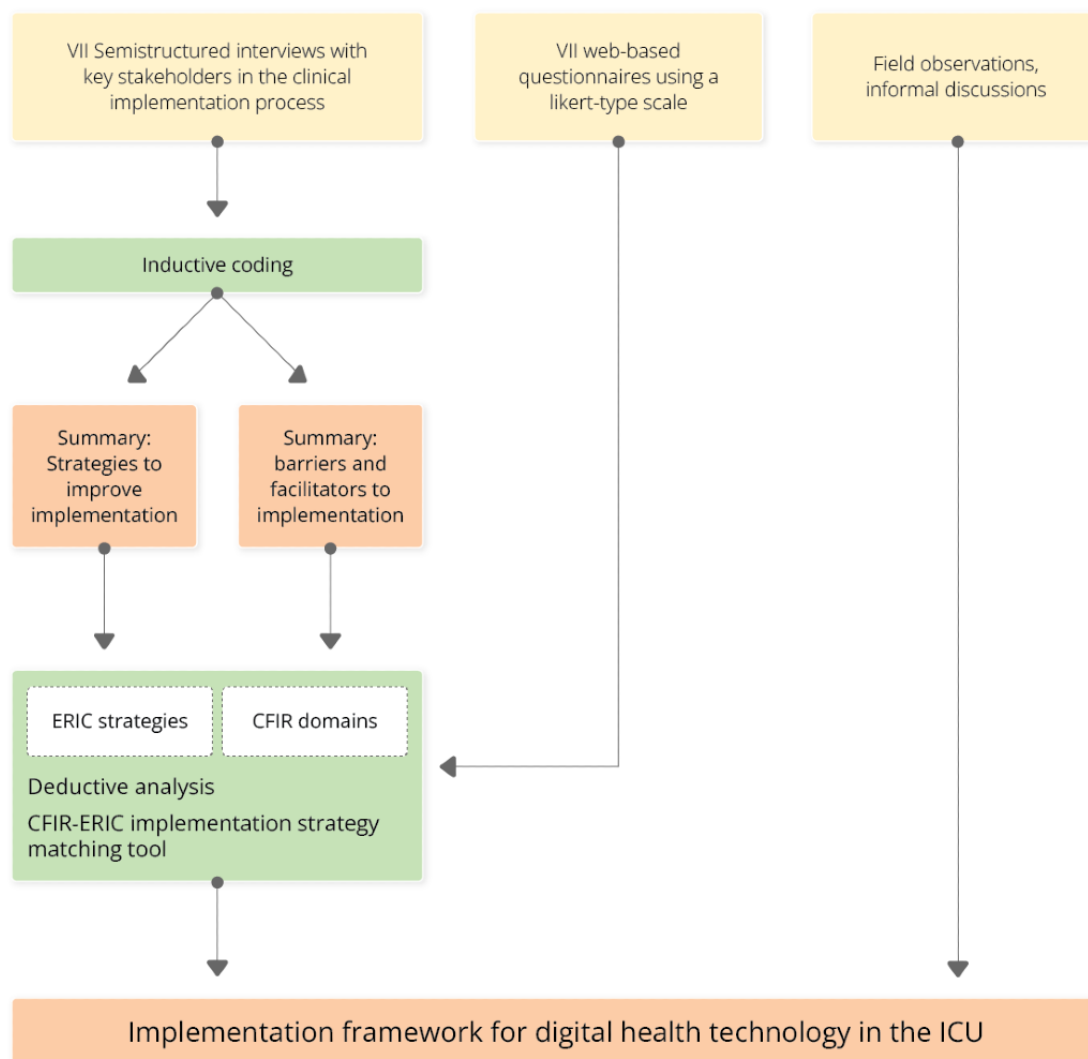 VII Semistructured interviews with
key stakeholders in the clinical
implementation process
VII web-based
questionnaires using a
likert-type scale
Field observations,
informal discussions
Inductive coding
Summary:
Strategies to
improve
implementation
Summary:
barriers and
facilitators to
implementation
ERIC strategies
CFIR domains
Deductive analysis
CFIR-ERIC implementation strategy
matching tool
Implementation framework for digital health technology in the ICU